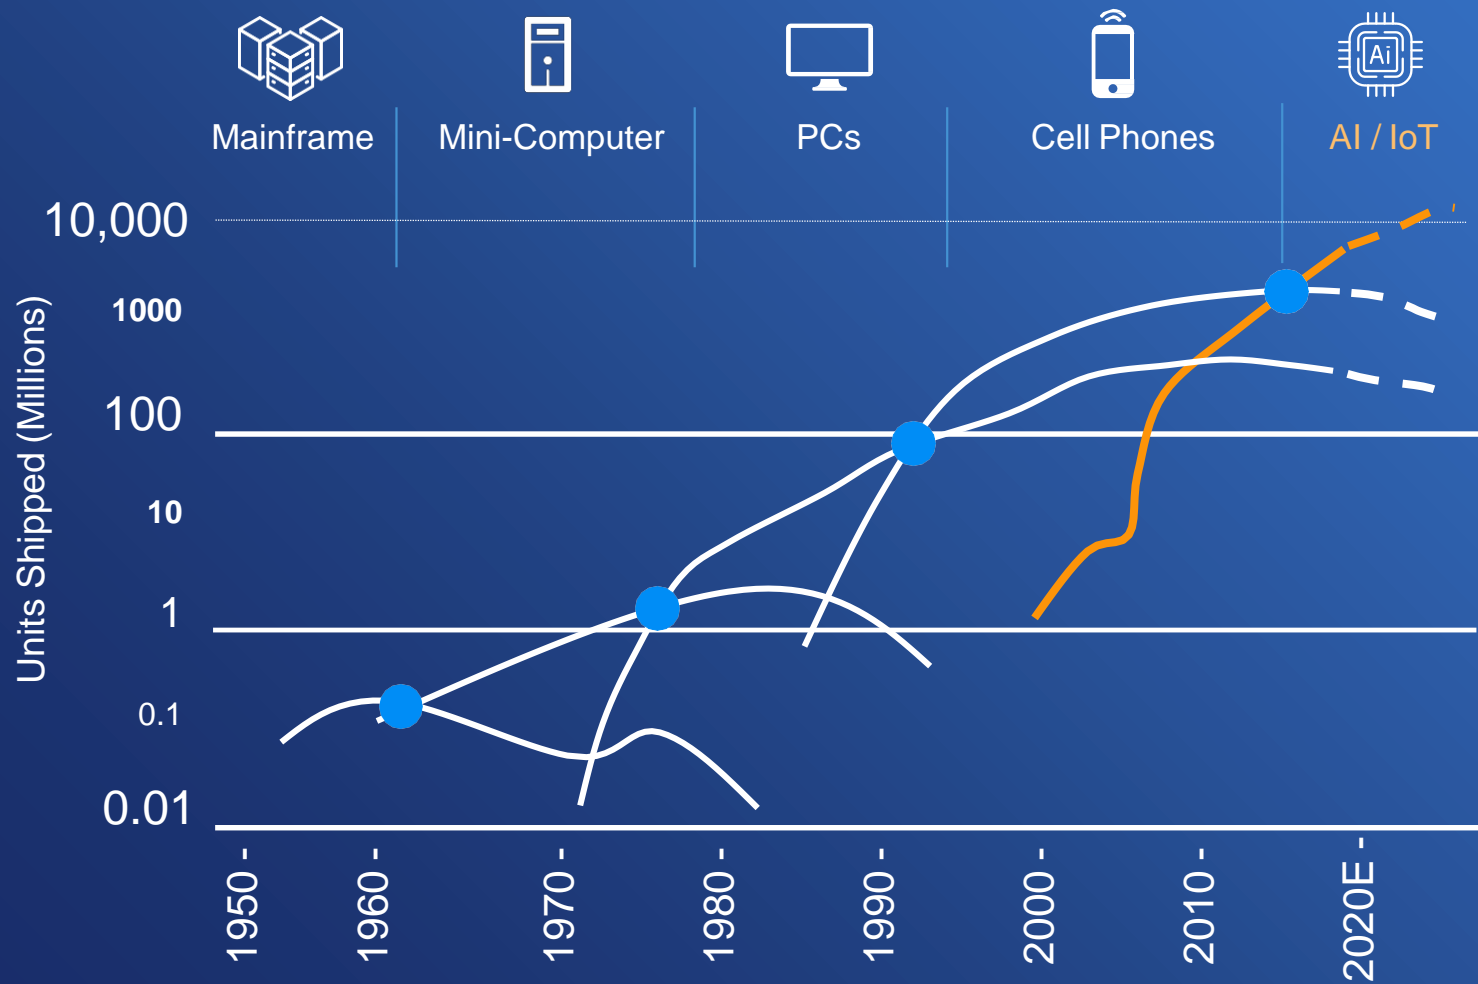 Ai
Mainframe
Mini-Computer
PCs
Cell Phones
AI / IoT
Units Shipped (Millions)
10,000
1000
100
10
1
0.1
0.01
1950
1960
1970
1980
1990
2000
2010
2020E